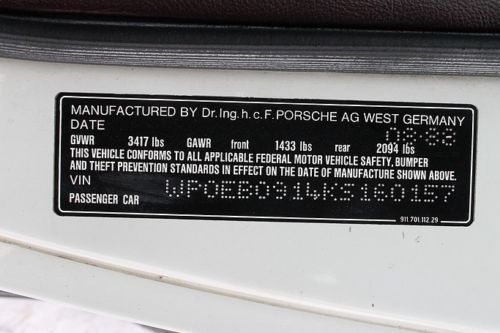 MANUFACTURED BY Dr.Ing.h.c.F.PORSCHE AG WEST GERMANY
DATE 08-88
GVWR 3417 lbs GAWR front 1433 lbs rear 2094 lbs
THIS VEHICLE CONFORMS TO ALL APPLICABLE FEDERAL MOTOR VEHICLE SAFETY, BUMPER
AND THEFT PREVENTION STANDARDS IN EFFECT ON THE DATE OF MANUFACTURE SHOWN ABOVE.
VIN WP0EB0914KS160157
PASSENGER CAR
911.701.112.29